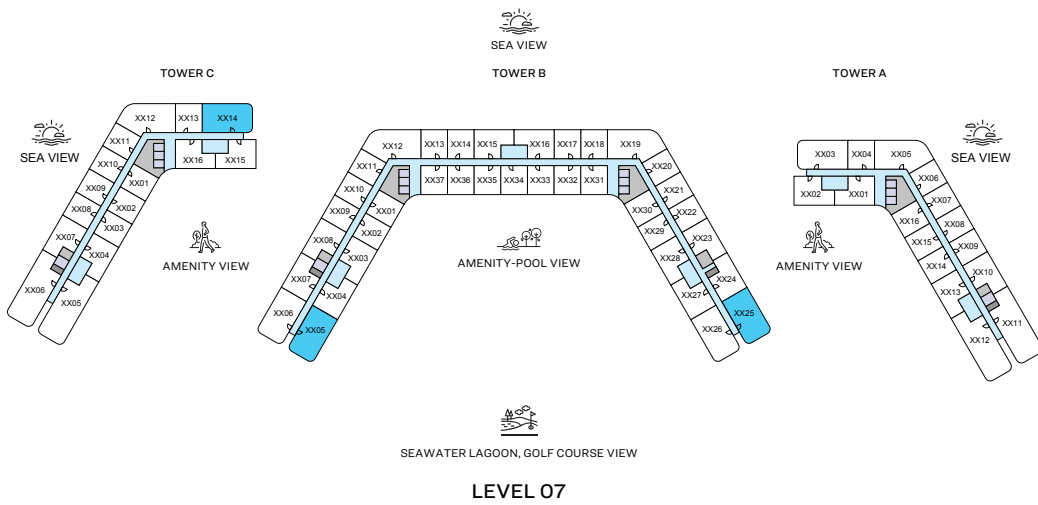 SEA VIEW
TOWER C
TOWER B
TOWER A
SEA VIEW
SEA VIEW
XX12
XX13
XX14
XX11
XX16
XX15
XX10
XX01
XX09
XX02
XX08
XX03
XX07
XX04
XX06
XX05
AMENITY VIEW
XX12
XX13
XX14
XX15
XX16
XX17
XX18
XX19
XX11
XX37
XX36
XX35
XX34
XX33
XX32
XX31
XX20
XX10
XX01
XX30
XX21
XX09
XX02
XX29
XX22
XX08
XX03
XX28
XX23
XX07
XX04
XX27
XX24
XX06
XX05
XX26
XX25
AMENITY-POOL VIEW
XX03
XX04
XX05
XX02
XX01
XX06
XX16
XX07
XX15
XX08
XX14
XX09
XX13
XX10
XX12
XX11
AMENITY VIEW
SEAWATER LAGOON, GOLF COURSE VIEW
LEVEL 07